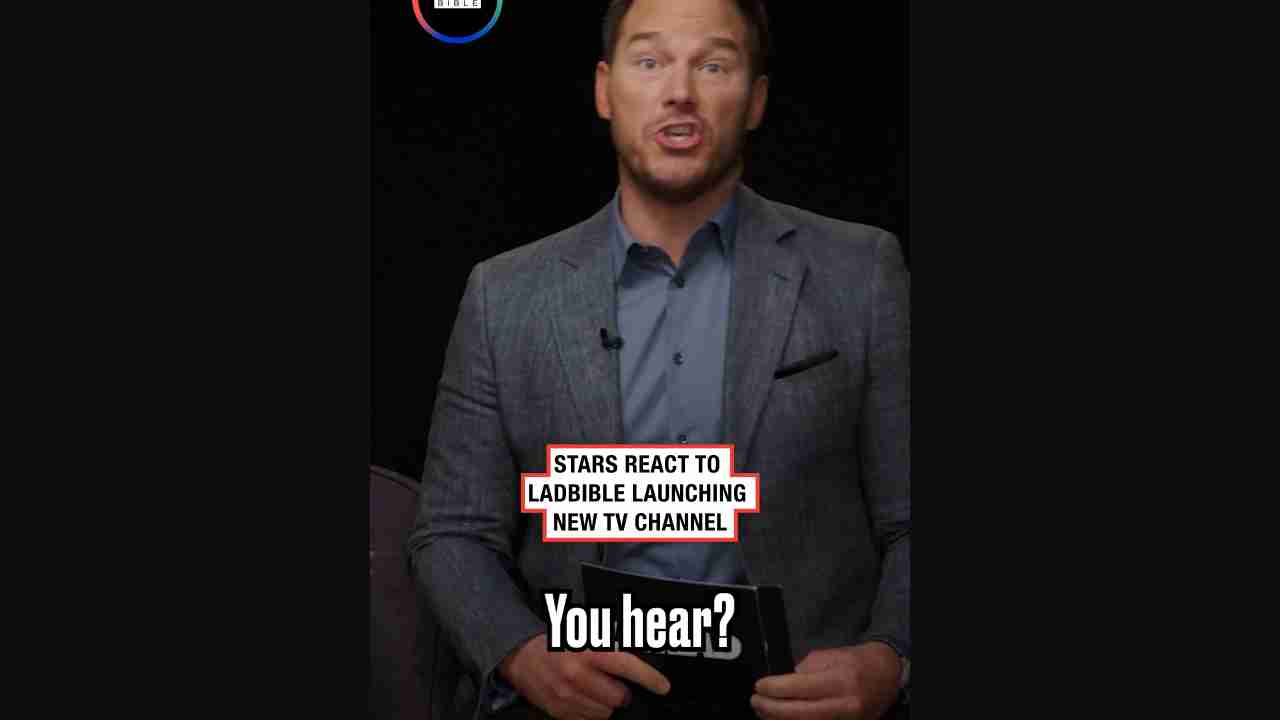 BIBLE
STARS REACT TO
LADBIBLE LAUNCHING
NEW TV CHANNEL
You hear?